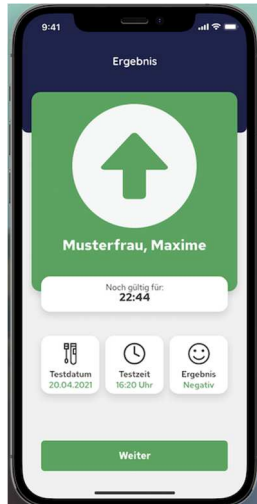 9:41
Ergebnis
Musterfrau, Maxime
Noch gültig für:
22:44
Testdatum
20.04.2021
Testzeit
16:20 Uhr
Ergebnis
Negativ
Weiter